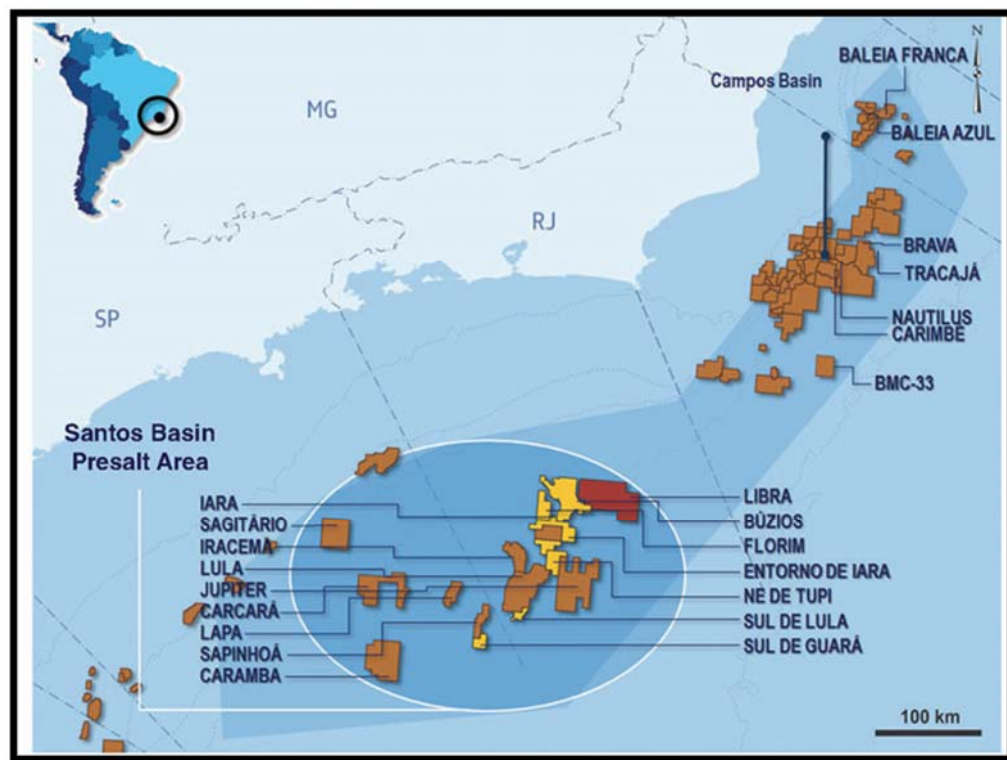 N
MG
Campos Basin
BALEIA FRANCA
BALEIA AZUL
RJ
BRAVA
TRACAJÁ
SP
NAUTILUS
CARIMBÉ
BMC-33
Santos Basin
Presalt Area
IARA
SAGITÁRIO
IRACEMA
LULA
JUPITER
CARCARÁ
LAPA
SAPINHOÁ
CARAMBA
LIBRA
BÚZIOS
FLORIM
ENTORNO DE IARA
NE DE TUPI
SUL DE LULA
SUL DE GUARÁ
100 km